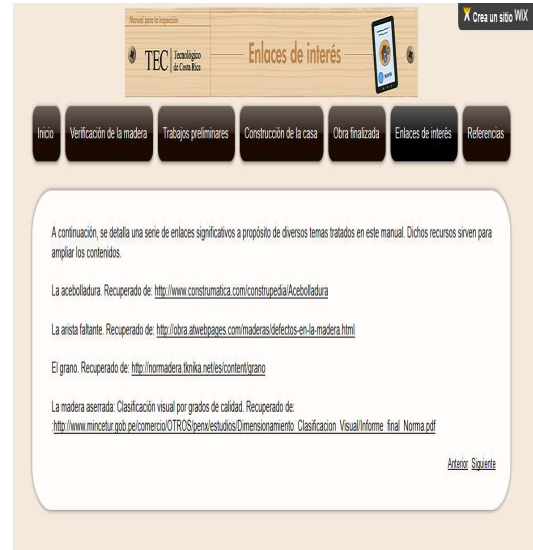 Manual para la inspección
Crea un sitio WiX
TEC | Tecnológico
de Costa Rica
Enlaces de interés
Inicio
Verificación de la madera
Trabajos preliminares
Construcción de la casa
Obra finalizada
Enlaces de interés
Referencias
A continuación, se detalla una serie de enlaces significativos a propósito de diversos temas tratados en este manual. Dichos recursos sirven para
ampliar los contenidos.
La acebolladura. Recuperado de: http://www.construmatica.com/construpedia/Acebolladura
La arista faltante. Recuperado de: http://obra.atwebpages.com/maderas/defectos-en-la-madera.html
El grano. Recuperado de: http://normadera.tknika.net/es/content/grano
La madera aserrada: Clasificación visual por grados de calidad. Recuperado de:
:http://www.mincetur.gob.pe/comercio/OTROS/penx/estudios/Dimensionamiento_Clasificacion_Visual/Informe_final_Norma.pdf
Anterior Siguiente